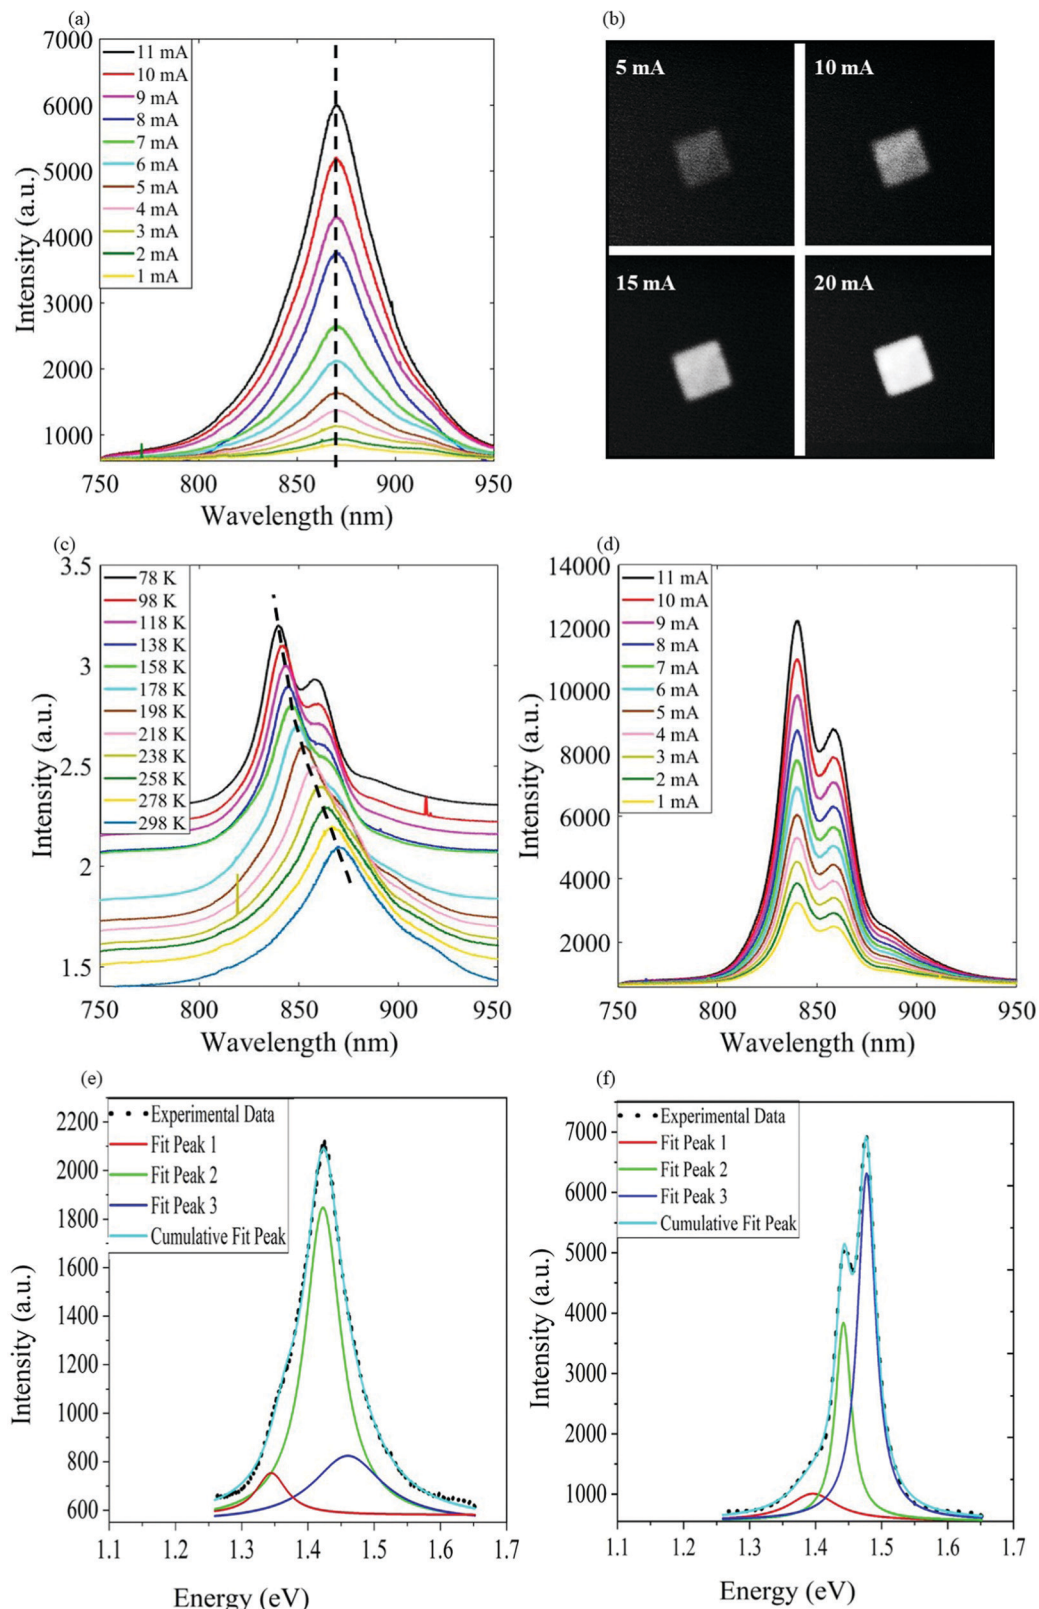 (a)
7000
6000
5000
4000
3000
2000
1000
Intensity (a.u.)
11 mA
10 mA
9 mA
8 mA
7 mA
6 mA
5 mA
4 mA
3 mA
2 mA
1 mA
750 800 850 900 950
Wavelength (nm)
(b)
5 mA
10 mA
15 mA
20 mA
(c)
3.5
3
2.5
2
1.5
Intensity (a.u.)
78 K
98 K
118 K
138 K
158 K
178 K
198 K
218 K
238 K
258 K
278 K
298 K
750 800 850 900 950
Wavelength (nm)
(d)
14000
12000
10000
8000
6000
4000
2000
Intensity (a.u.)
11 mA
10 mA
9 mA
8 mA
7 mA
6 mA
5 mA
4 mA
3 mA
2 mA
1 mA
750 800 850 900 950
Wavelength (nm)
(e)
2200
2000
1800
1600
1400
1200
1000
800
600
Intensity (a.u.)
Experimental Data
Fit Peak 1
Fit Peak 2
Fit Peak 3
Cumulative Fit Peak
1.1 1.2 1.3 1.4 1.5 1.6 1.7
Energy (eV)
(f)
7000
6000
5000
4000
3000
2000
1000
Intensity (a.u.)
Experimental Data
Fit Peak 1
Fit Peak 2
Fit Peak 3
Cumulative Fit Peak
1.1 1.2 1.3 1.4 1.5 1.6 1.7
Energy (eV)